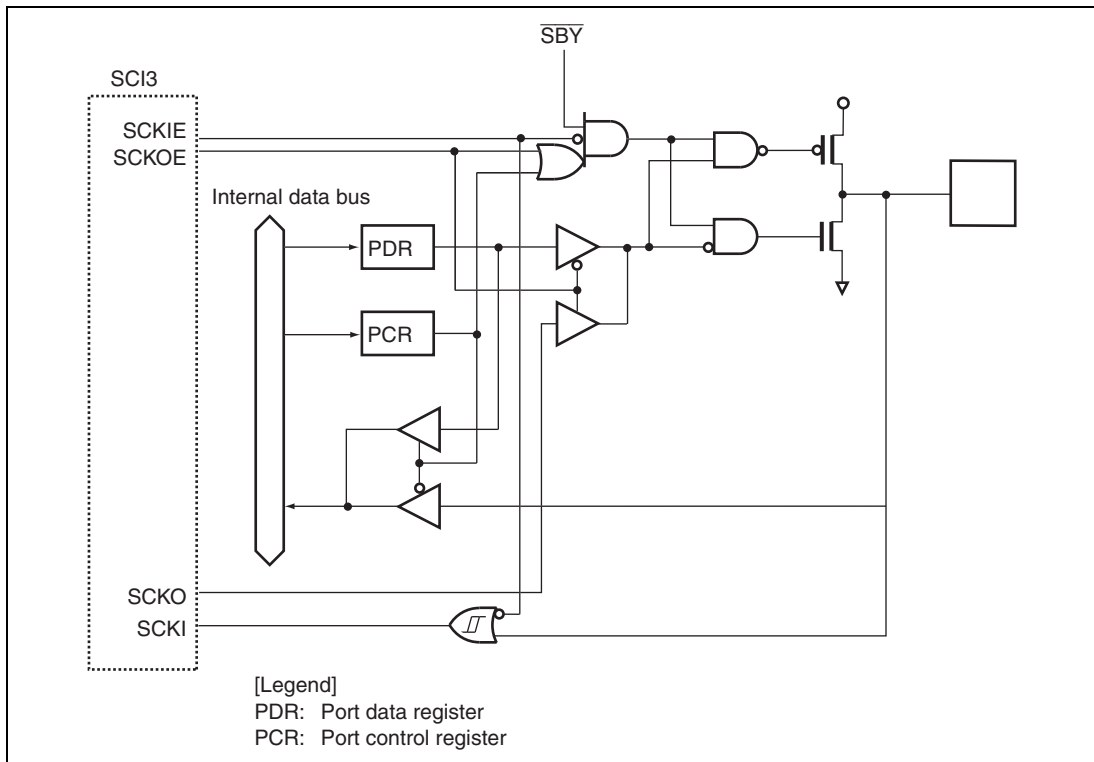 SBY
SCI3
SCKIE
SCKOE
Internal data bus
PDR
PCR
SCKO
SCKI
[Legend]
PDR: Port data register
PCR: Port control register